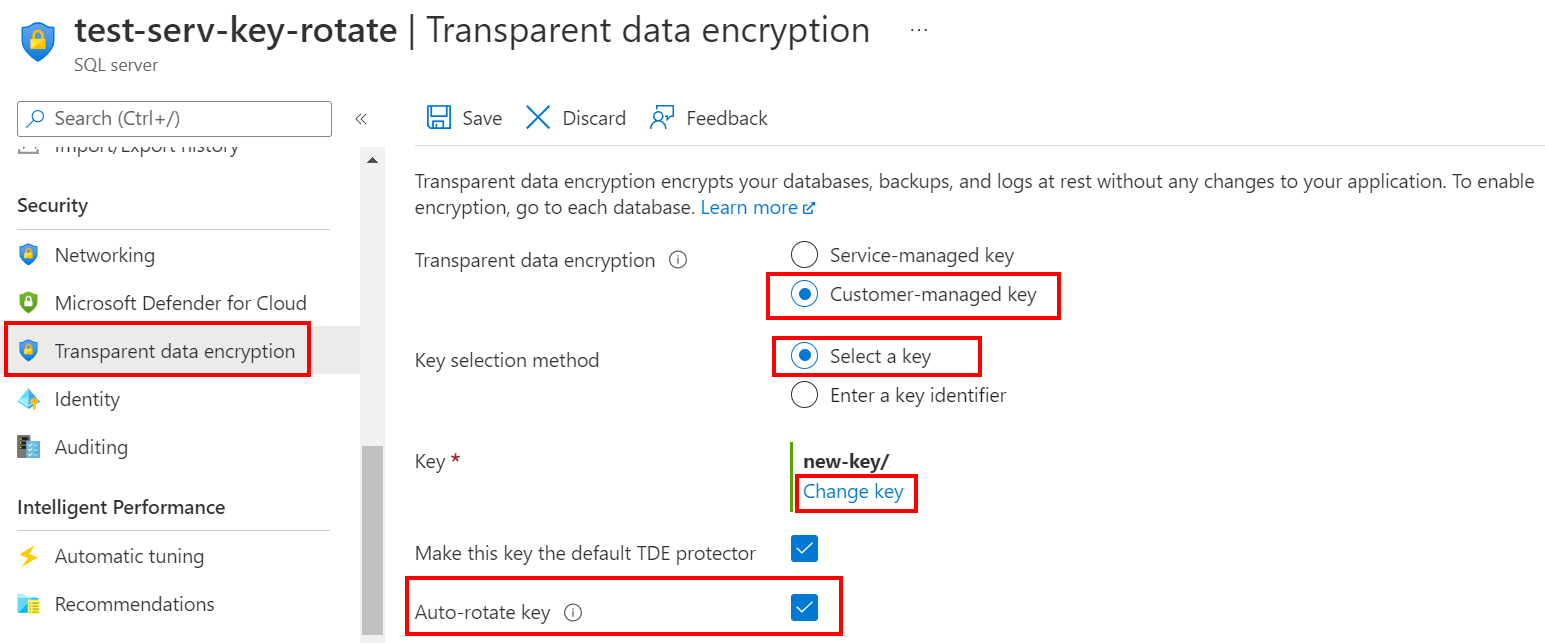 test-serv-key-rotate | Transparent data encryption ...
SQL server
Search (Ctrl+/)
«
Save
Discard
Feedback
Import/Export history
Security
Networking
Microsoft Defender for Cloud
Transparent data encryption
Identity
Auditing
Intelligent Performance
Automatic tuning
Recommendations
Transparent data encryption encrypts your databases, backups, and logs at rest without any changes to your application. To enable
encryption, go to each database. Learn more
Transparent data encryption
Service-managed key
Customer-managed key
Key selection method
Select a key
Enter a key identifier
Key *
new-key/
Change key
Make this key the default TDE protector
Auto-rotate key